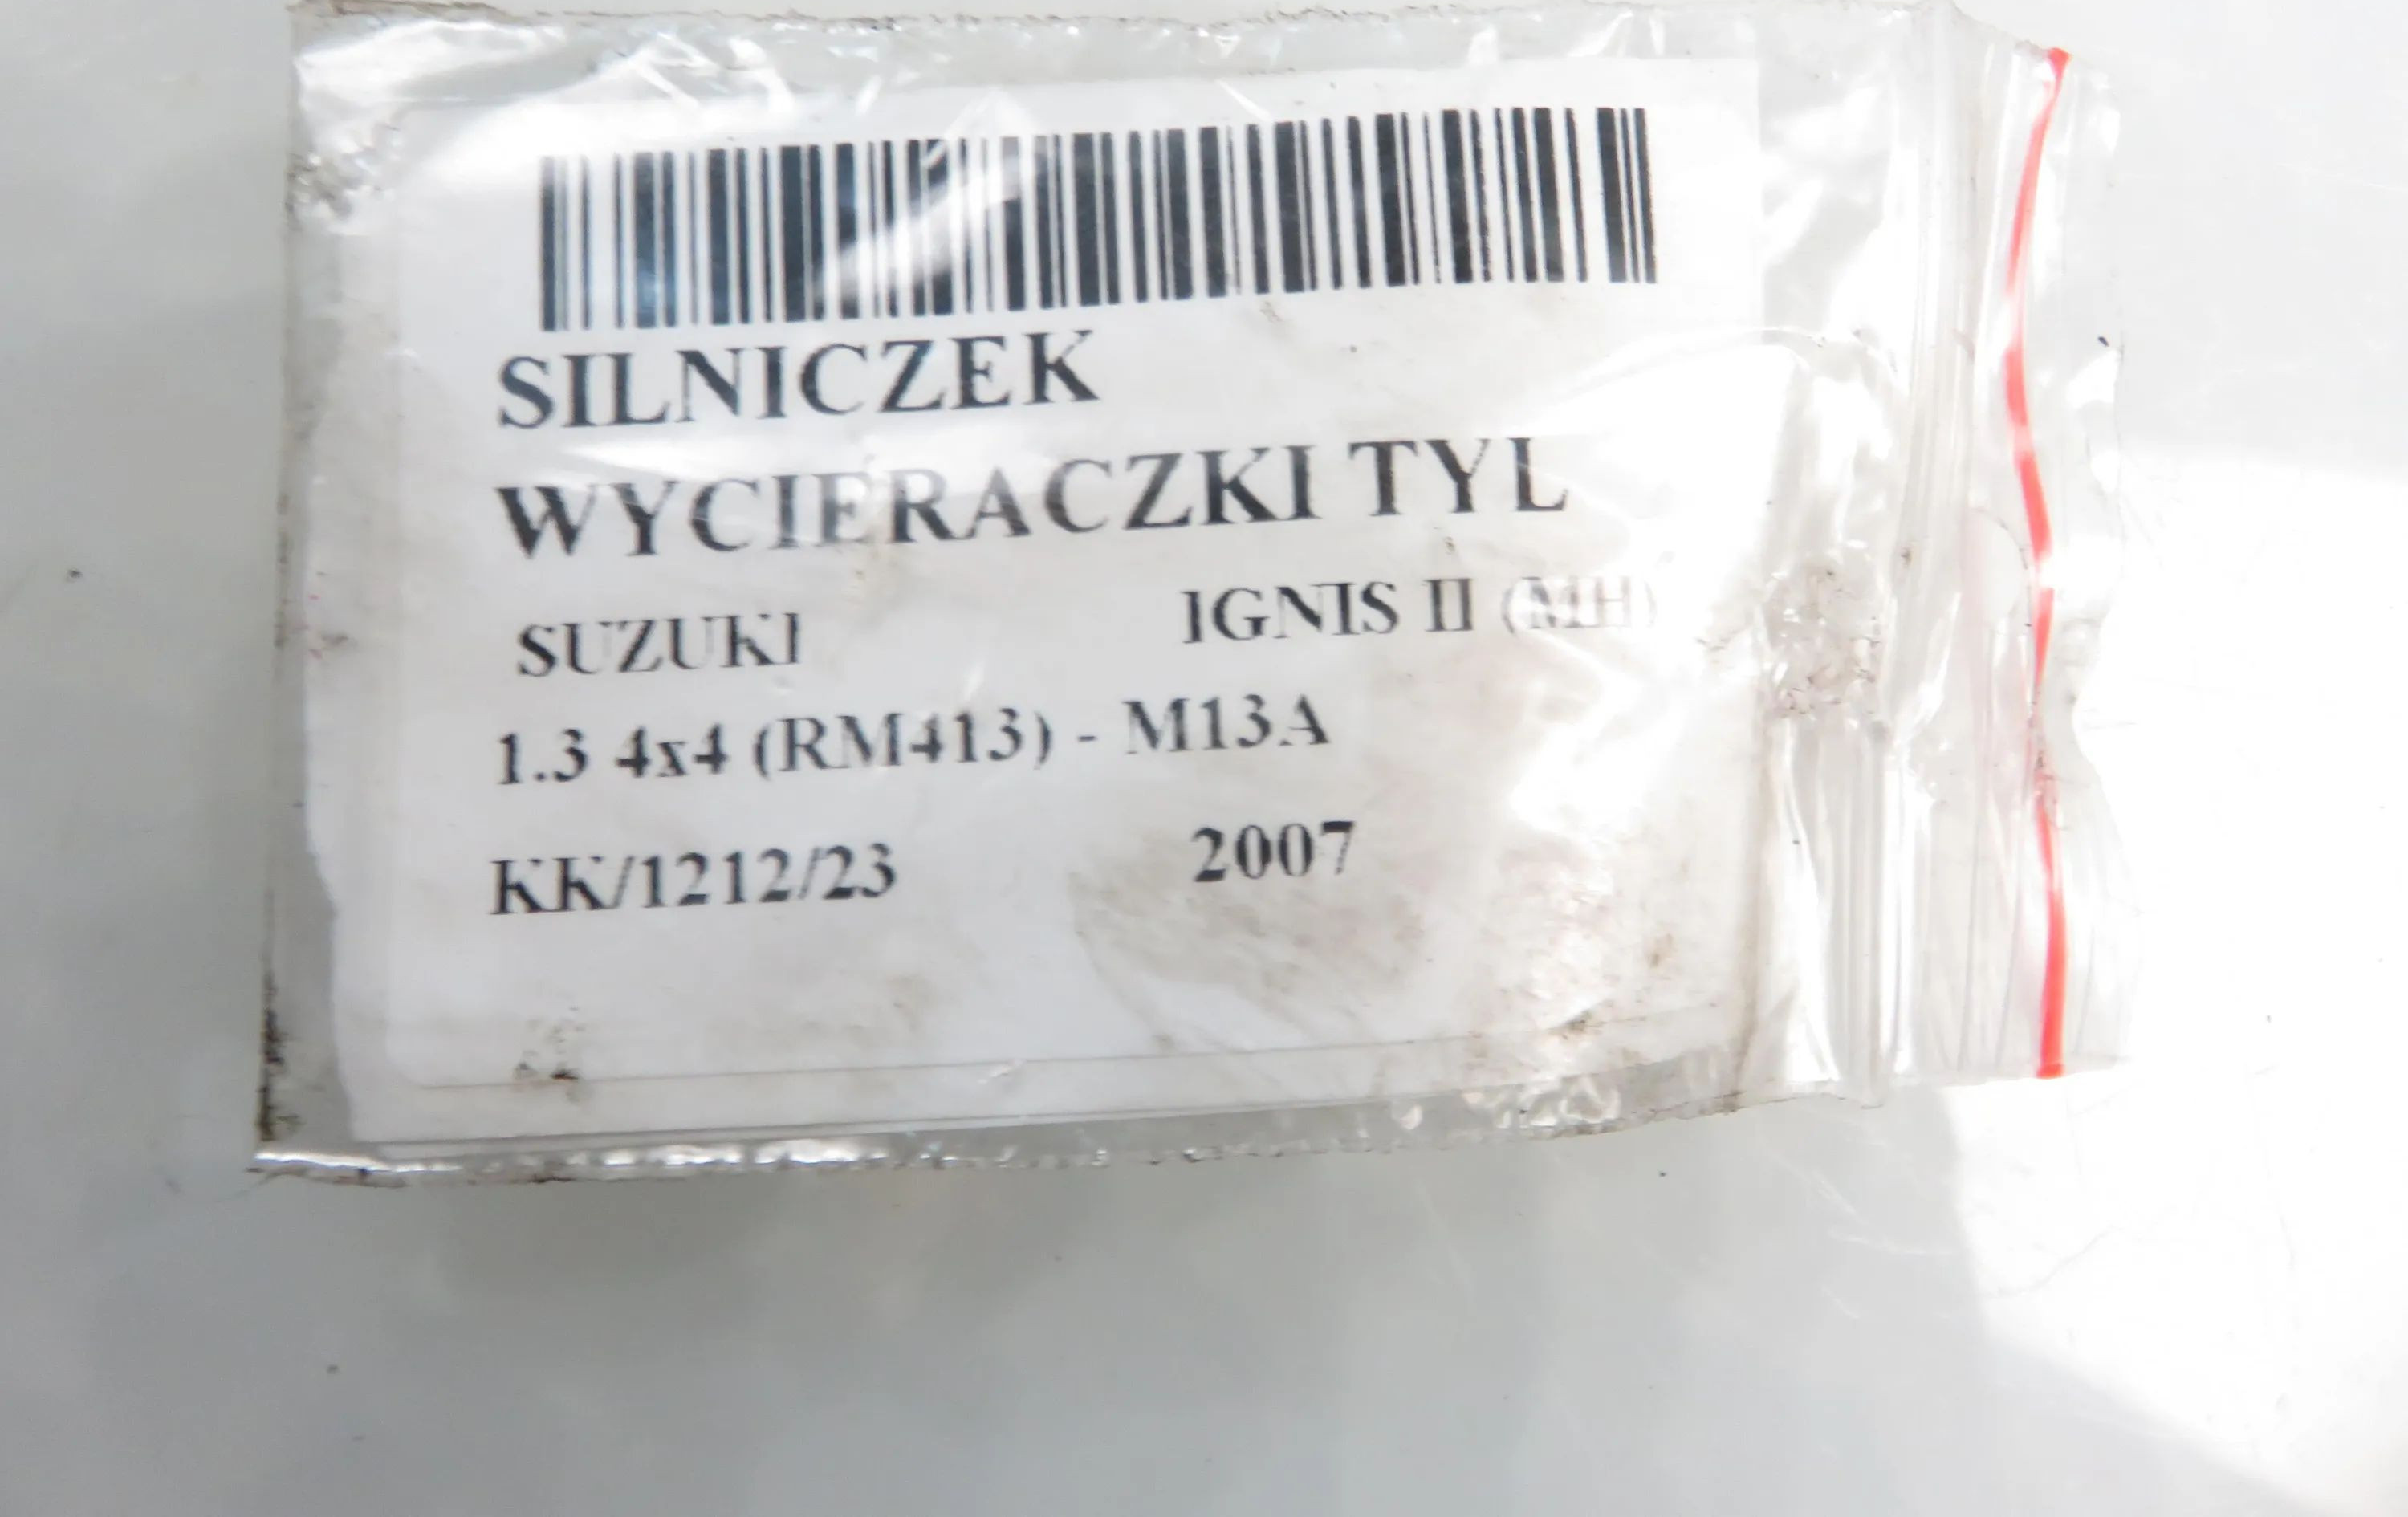 SILNICZEK
WYCIERACZKI TYL
SUZUKI IGNIS II (MH)
1.3 4x4 (RM413) - M13A
KK/1212/23 2007